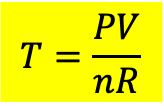 T = PV / nR